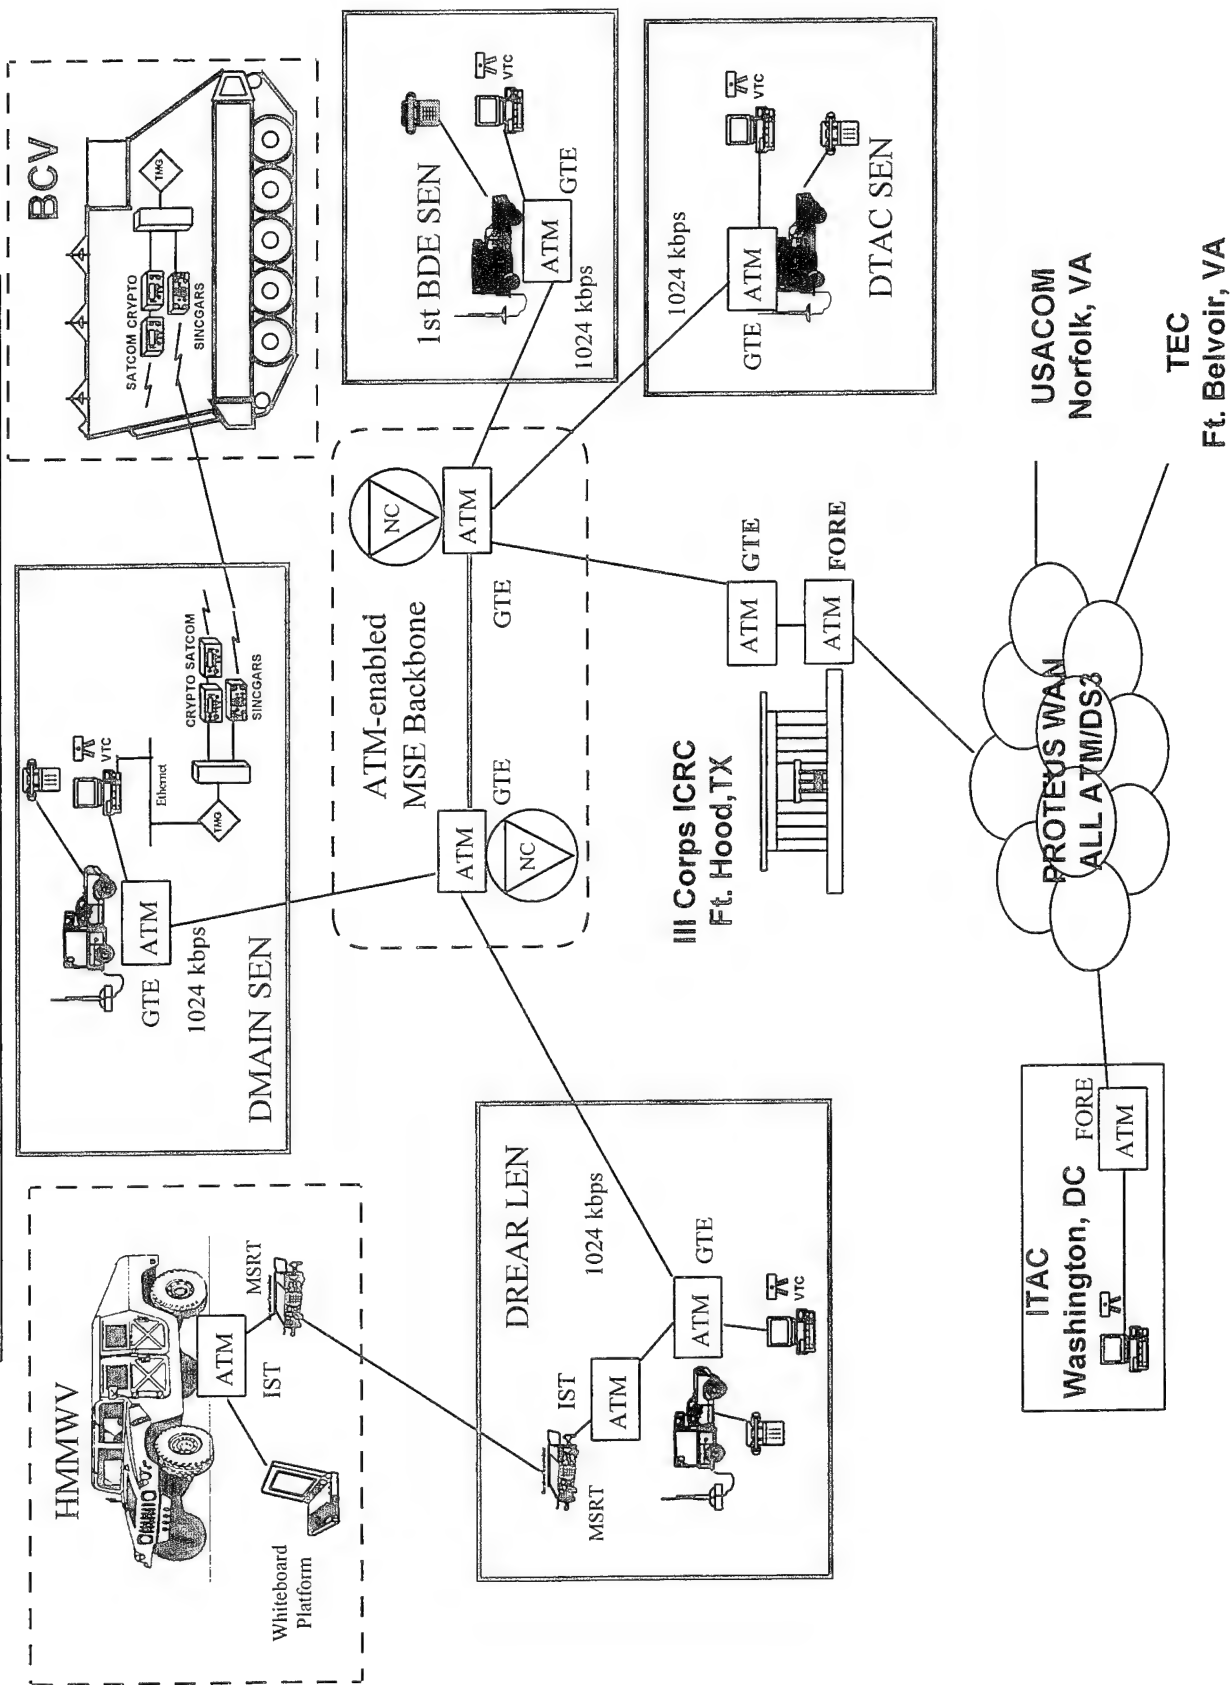 HMMWV
ATM
IST
MSRT
Whiteboard
Platform
DMAIN SEN
GTE
1024 kbps
ATM
VTC
Ethernet
TMG
CRYPTO SATCOM
SINCGARS
BCV
SATCOM CRYPTO
SINCGARS
TMG
DREAR LEN
1024 kbps
MSRT
IST
ATM
ATM
GTE
VTC
ATM-enabled
MSE Backbone
ATM
GTE
NC
NC
ATM
GTE
1st BDE SEN
VTC
ATM
GTE
1024 kbps
DTAC SEN
1024 kbps
GTE
ATM
VTC
III Corps ICRC
Ft. Hood,TX
ATM
GTE
ATM
FORE
ITAC
Washington, DC
FORE
ATM
PROTEUS WAN
ALL ATM/DS3
USACOM
Norfolk, VA
TEC
Ft. Belvoir, VA